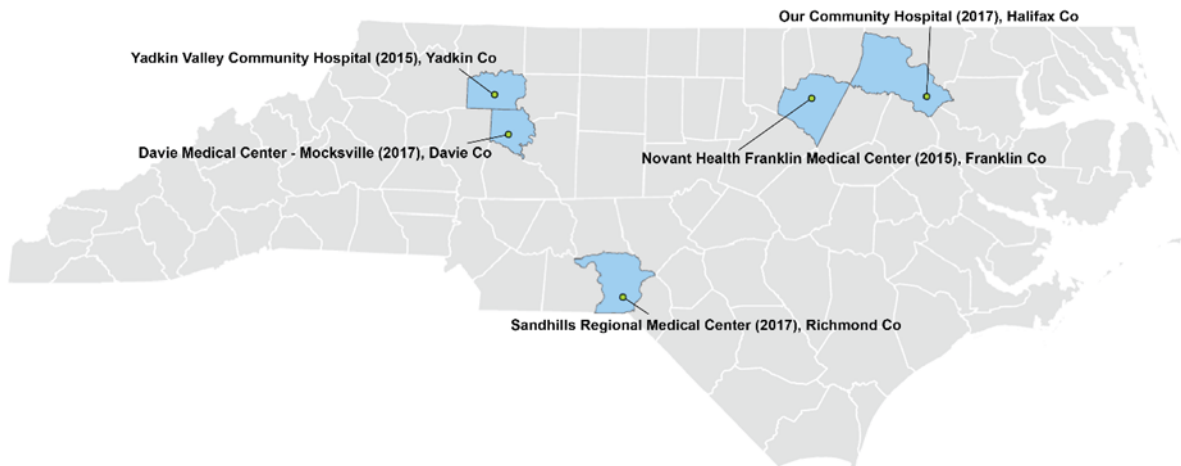 Our Community Hospital (2017), Halifax Co
Yadkin Valley Community Hospital (2015), Yadkin Co
Davie Medical Center - Mocksville (2017), Davie Co
Novant Health Franklin Medical Center (2015), Franklin Co
Sandhills Regional Medical Center (2017), Richmond Co